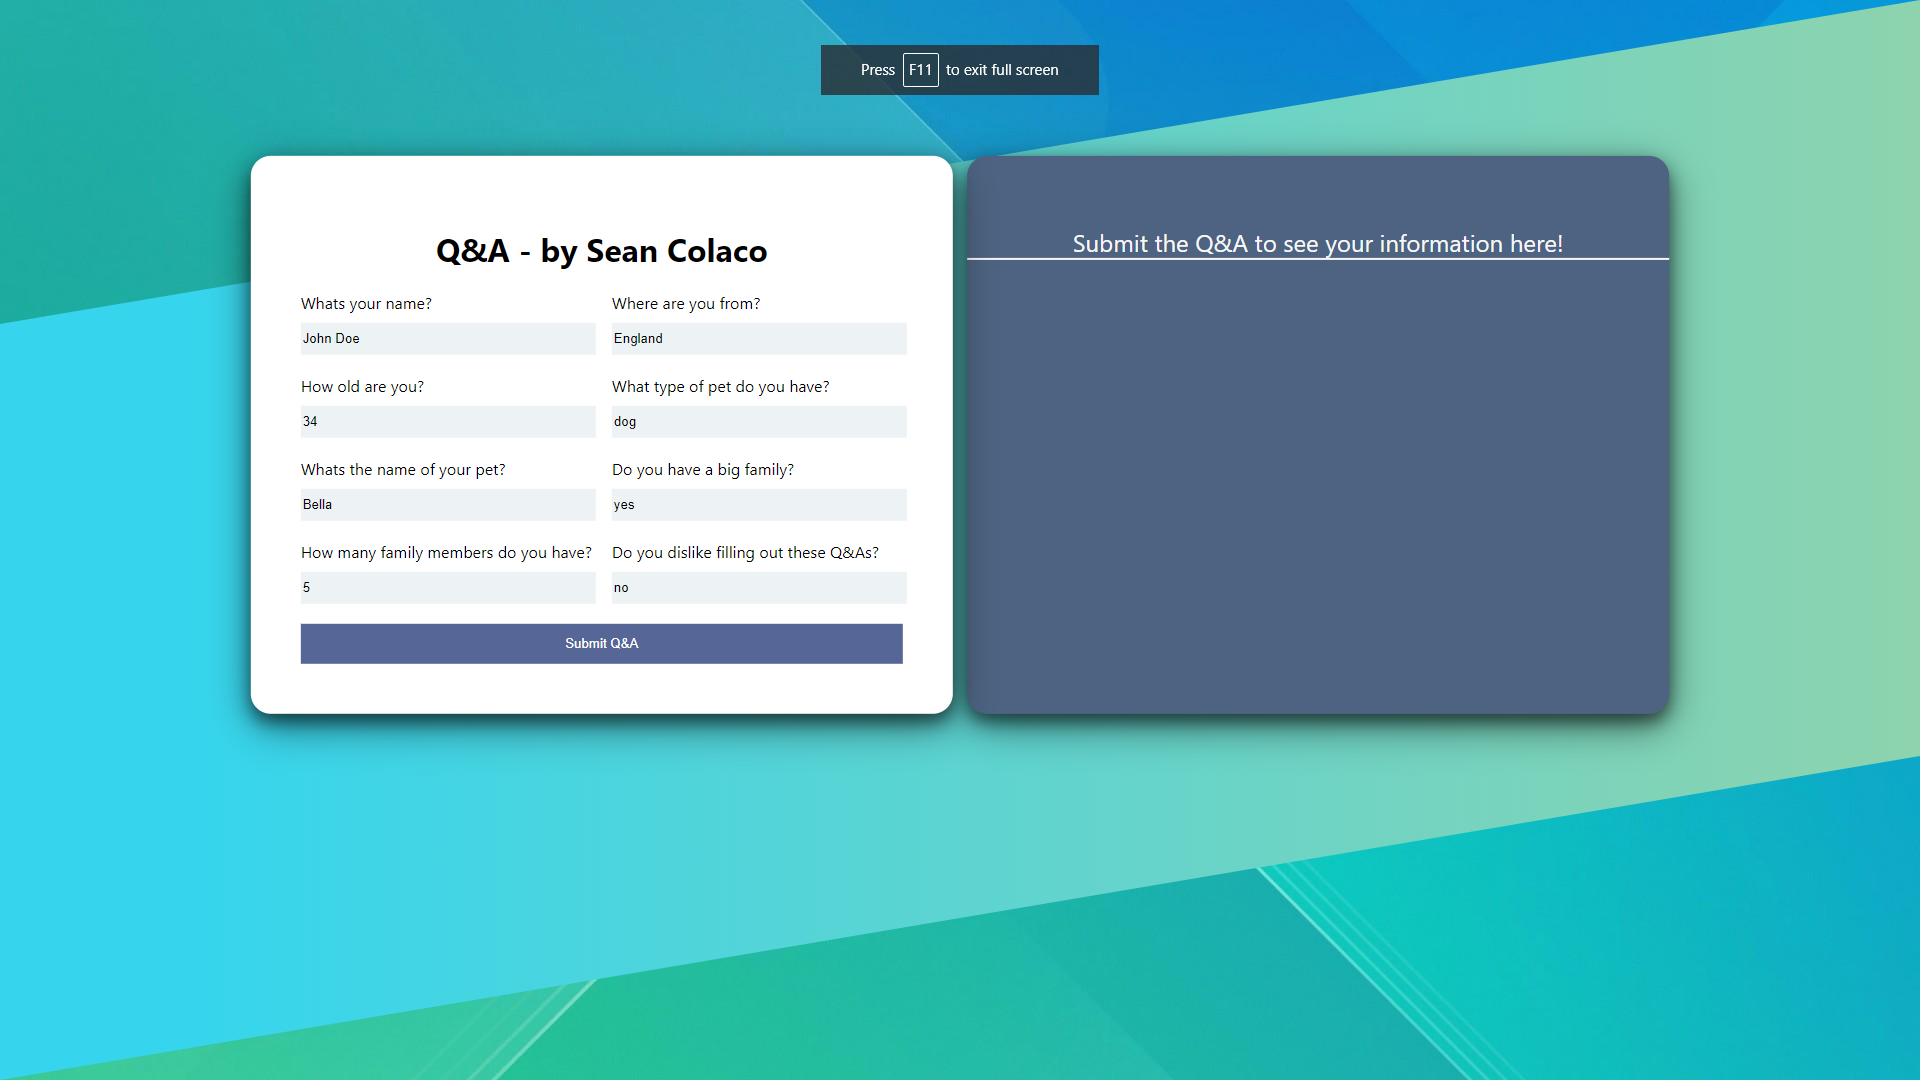 Press F11 to exit full screen
Q&A - by Sean Colaco
Whats your name?
John Doe
Where are you from?
England
How old are you?
34
What type of pet do you have?
dog
Whats the name of your pet?
Bella
Do you have a big family?
yes
How many family members do you have?
5
Do you dislike filling out these Q&As?
no
Submit Q&A
Submit the Q&A to see your information here!